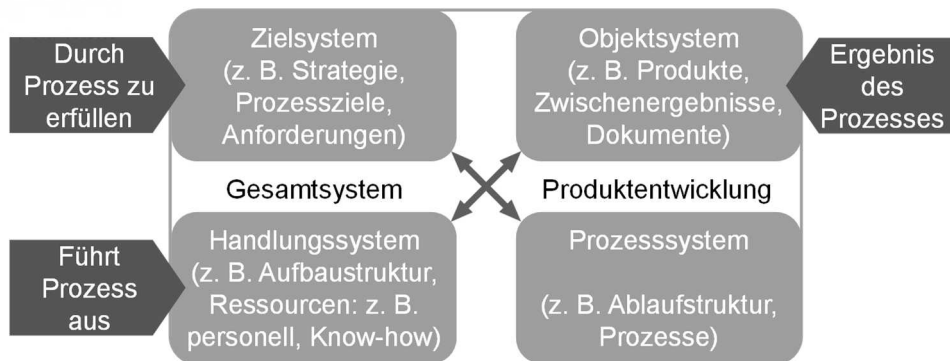 Durch
Prozess zu
erfüllen
Zielsystem
(z. B. Strategie,
Prozessziele,
Anforderungen)
Objektsystem
(z. B. Produkte,
Zwischenergebnisse,
Dokumente)
Ergebnis
des
Prozesses
Gesamtsystem
Produktentwicklung
Führt
Prozess
aus
Handlungssystem
(z. B. Aufbaustruktur,
Ressourcen: z. B.
personell, Know-how)
Prozesssystem
(z. B. Ablaufstruktur,
Prozesse)